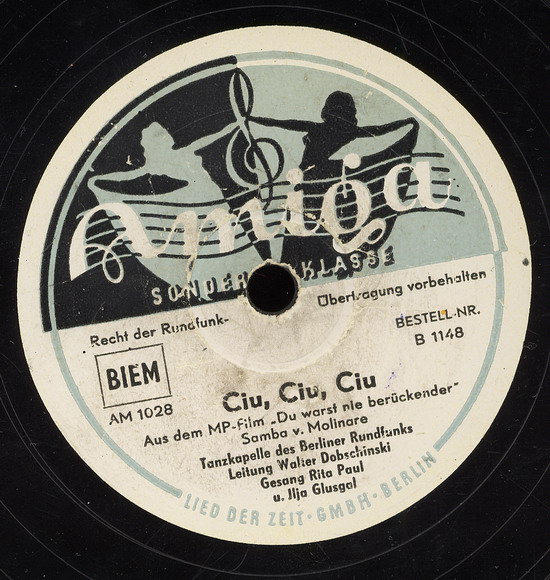 Amiga
SONDERKLASSE
Recht der Rundfunk-
Übertragung vorbehalten
BIEM
BESTELL-NR.
B 1148
AM 1028
Ciu, Ciu, Ciu
Aus dem MP-Film „Du warst nie berückender"
Samba v. Molinare
Tanzkapelle des Berliner Rundfunks
Leitung Walter Dobschinski
Gesang Rita Paul
u. Ilja Glusgal
LIED DER ZEIT·GMBH·BERLIN